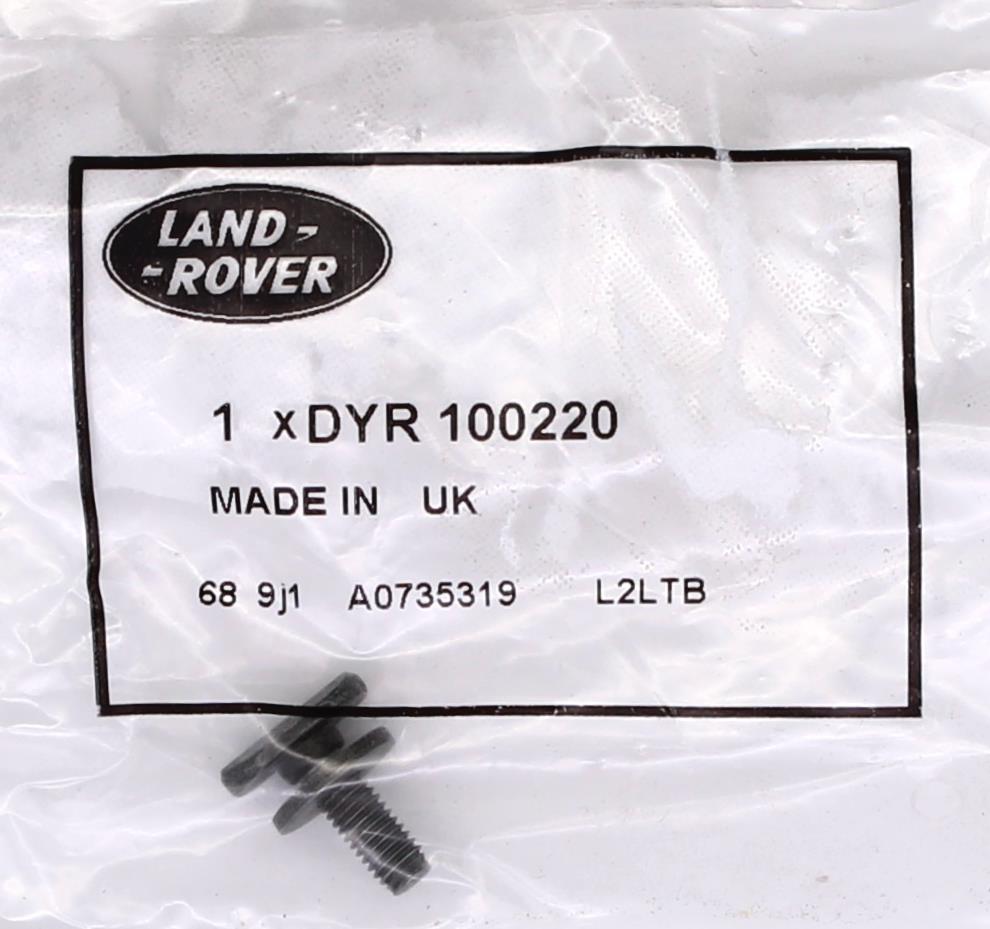 LAND -
- ROVER
1 x DYR 100220
MADE IN UK
68 9j1 A0735319 L2LTB